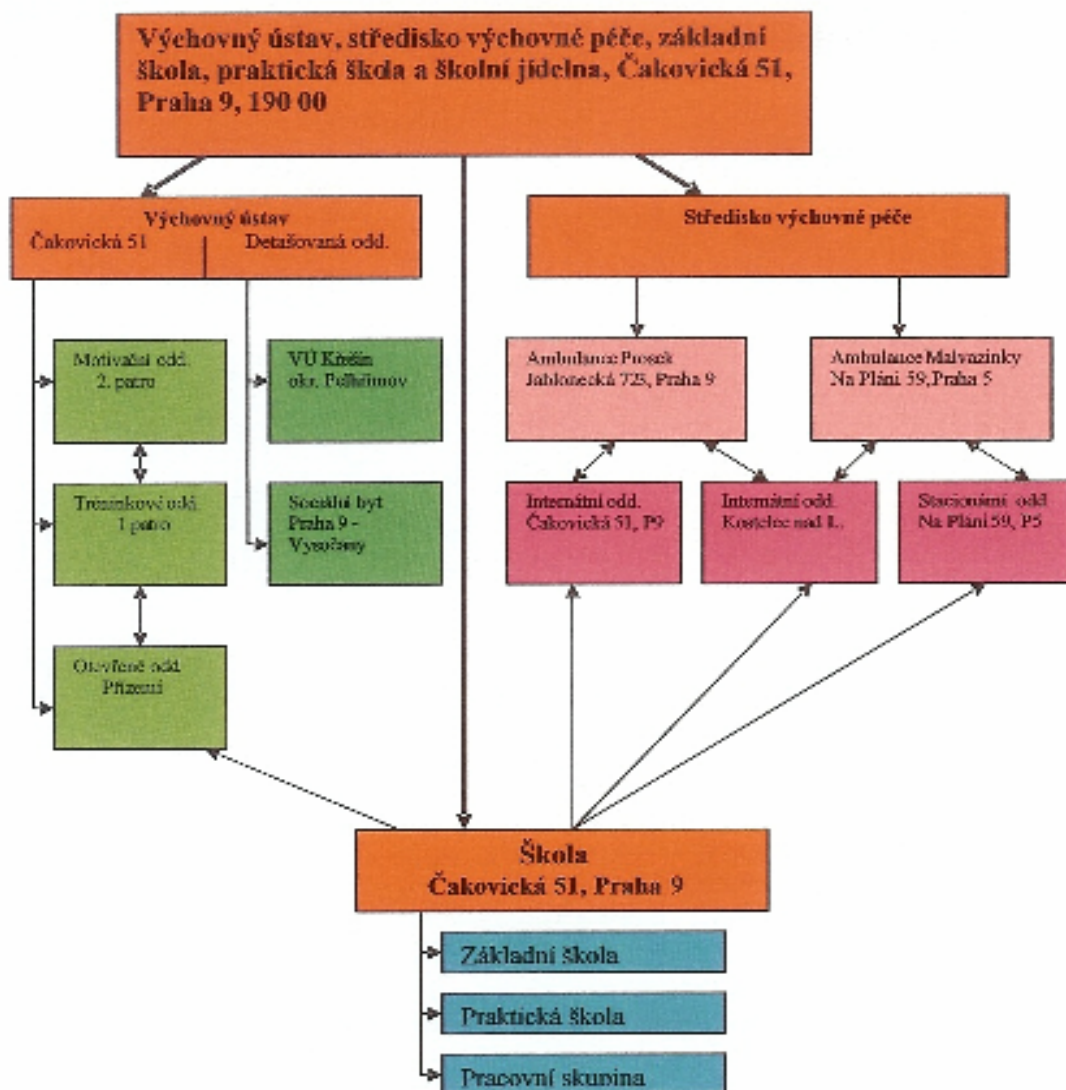 Výchovný ústav, středisko výchovné péče, základní
škola, praktická škola a školní jídelna, Čakovická 51,
Praha 9, 190 00
Výchovný ústav
Čakovická 51
Detašovaná odd.
Středisko výchovné péče
Motivační odd.
2. patro
VÚ Křešín
okr. Pelhřimov
Ambulance Prosek
Jablonecká 723, Praha 9
Ambulance Malvazinky
Na Pláni 59, Praha 5
Tréninkové odd.
1 patro
Sociální byt
Praha 9 -
Vysočany
Internátní odd.
Čakovická 51, P9
Internátní odd.
Kostelec nad L.
Stacionární odd
Na Pláni 59, P5
Otevřené odd.
Přízemí
Škola
Čakovická 51, Praha 9
Základní škola
Praktická škola
Pracovní skupina